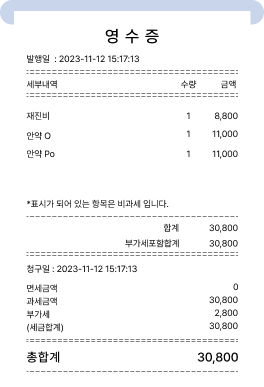 영 수 증
발행일 : 2023-11-12 15:17:13
세부내역 수량 금액
재진비 1 8,800
안약 O 1 11,000
안약 Po 1 11,000
*표시가 되어 있는 항목은 비과세 입니다.
합계 30,800
부가세포함합계 30,800
청구일 : 2023-11-12 15:17:13
면세금액 0
과세금액 30,800
부가세 2,800
(세금합계) 30,800
총합계 30,800